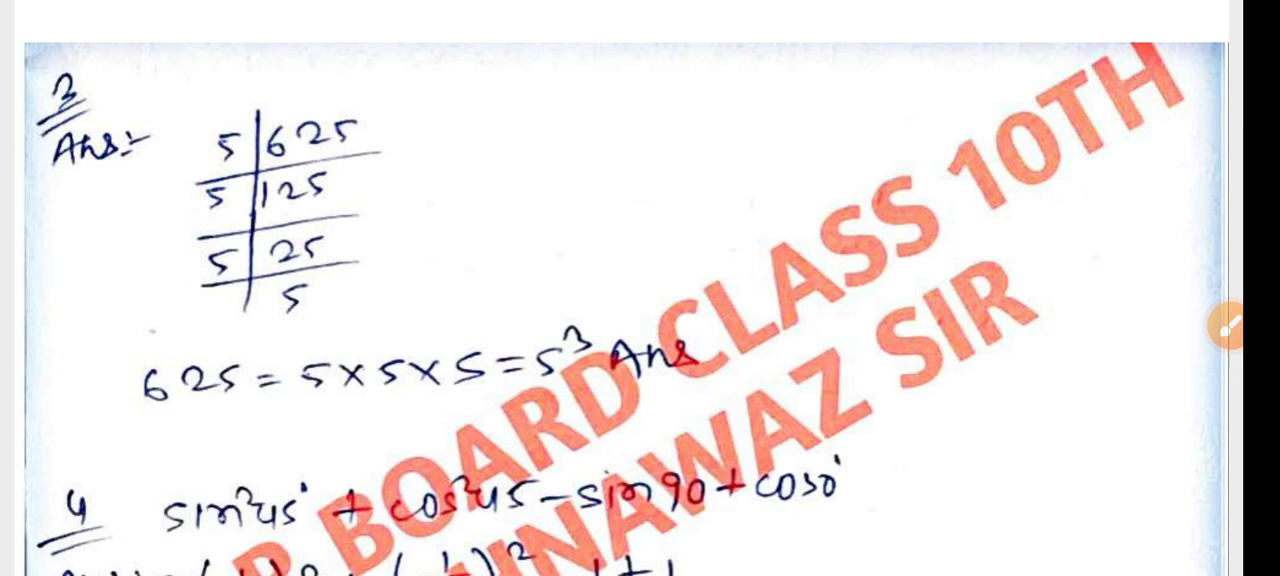 3
Ans:-
5 | 625
5 | 125
5 | 25
5
625 = 5×5×5 = 5³ Ans
4 sin²45° + cos²45 - sin90 + cos0°
BOARD CLASS 10TH
NAWAZ SIR